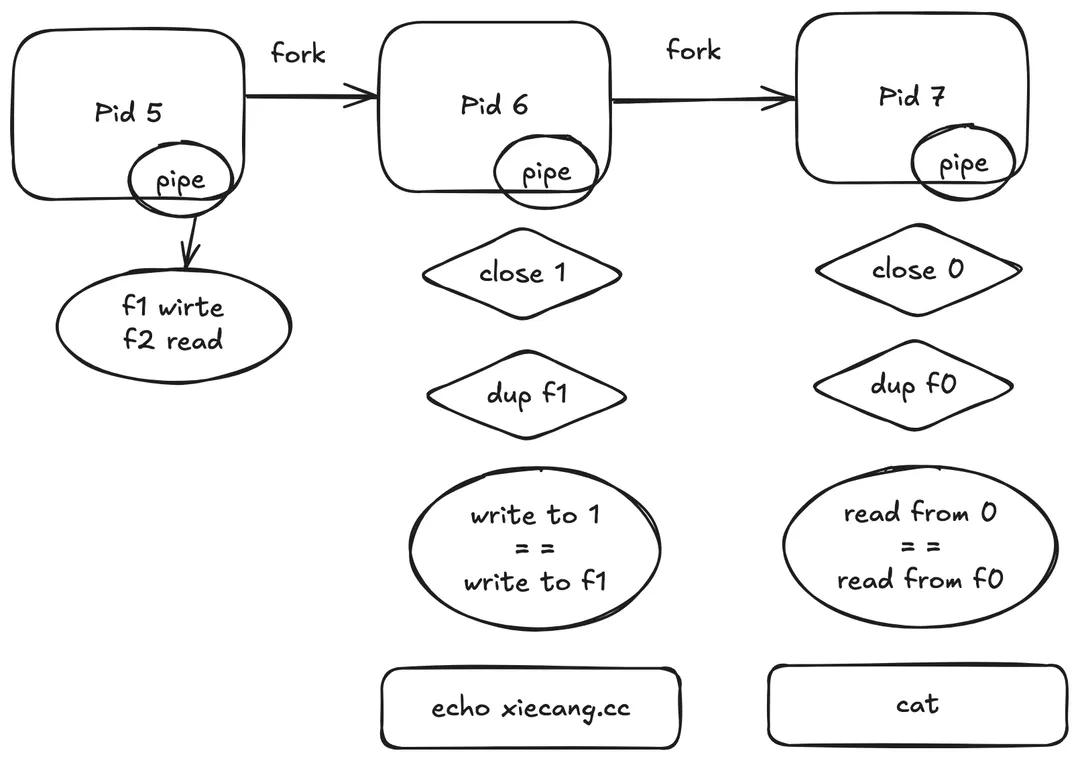 fork
fork
Pid 5
Pid 6
Pid 7
pipe
pipe
pipe
f1 wirte
f2 read
close 1
close 0
dup f1
dup f0
write to 1
= =
write to f1
read from 0
= =
read from f0
echo xiecang.cc
cat